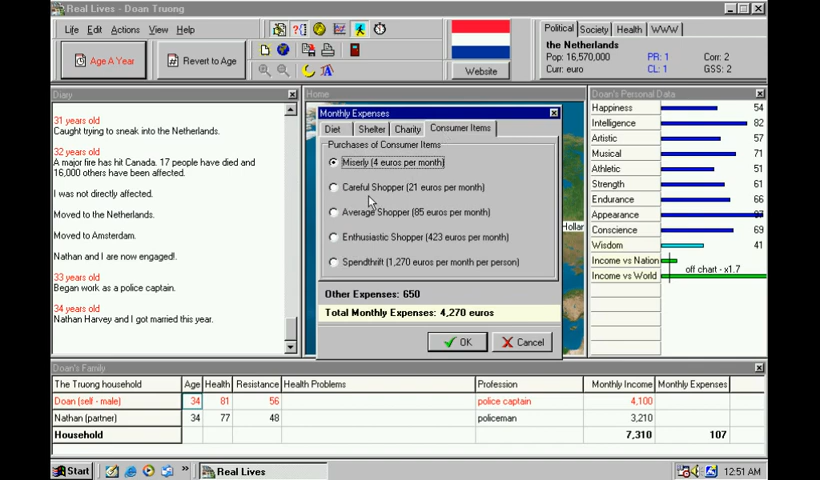 Real Lives - Doan Truong
Life Edit Actions View Help
Age A Year
Revert to Age
Website
Political Society Health WWW
the Netherlands
Pop: 16,570,000 PR: 1 Corr: 2
Curr: euro CL: 1 GSS: 2
Diary
31 years old
Caught trying to sneak into the Netherlands.
32 years old
A major fire has hit Canada. 17 people have died and
16,000 others have been affected.
I was not directly affected.
Moved to the Netherlands.
Moved to Amsterdam.
Nathan and I are now engaged!.
33 years old
Began work as a police captain.
34 years old
Nathan Harvey and I got married this year.
Home
Hollar
Monthly Expenses
Diet Shelter Charity Consumer Items
Purchases of Consumer Items
Miserly (4 euros per month)
Careful Shopper (21 euros per month)
Average Shopper (85 euros per month)
Enthusiastic Shopper (423 euros per month)
Spendthrift (1,270 euros per month per person)
Other Expenses: 650
Total Monthly Expenses: 4,270 euros
OK Cancel
Doan's Personal Data
Happiness 54
Intelligence 82
Artistic 57
Musical 71
Athletic 51
Strength 61
Endurance 66
Appearance
Conscience 69
Wisdom 41
Income vs Nation
Income vs World off chart - x1.7
Doan's Family
The Truong household Age Health Resistance Health Problems Profession Monthly Income Monthly Expenses
Doan (self - male) 34 81 56 police captain 4,100
Nathan (partner) 34 77 48 policeman 3,210
Household 7,310 107
Start Real Lives 12:51 AM